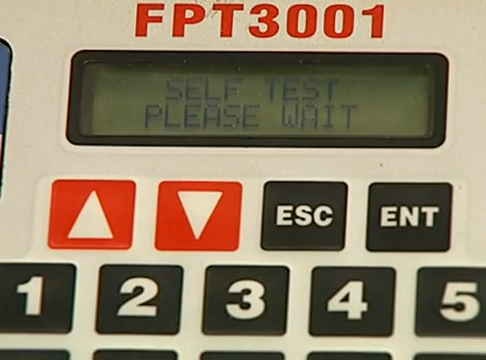 FPT3001
SELF TEST
PLEASE WAIT
ESC ENT
1 2 3 4 5